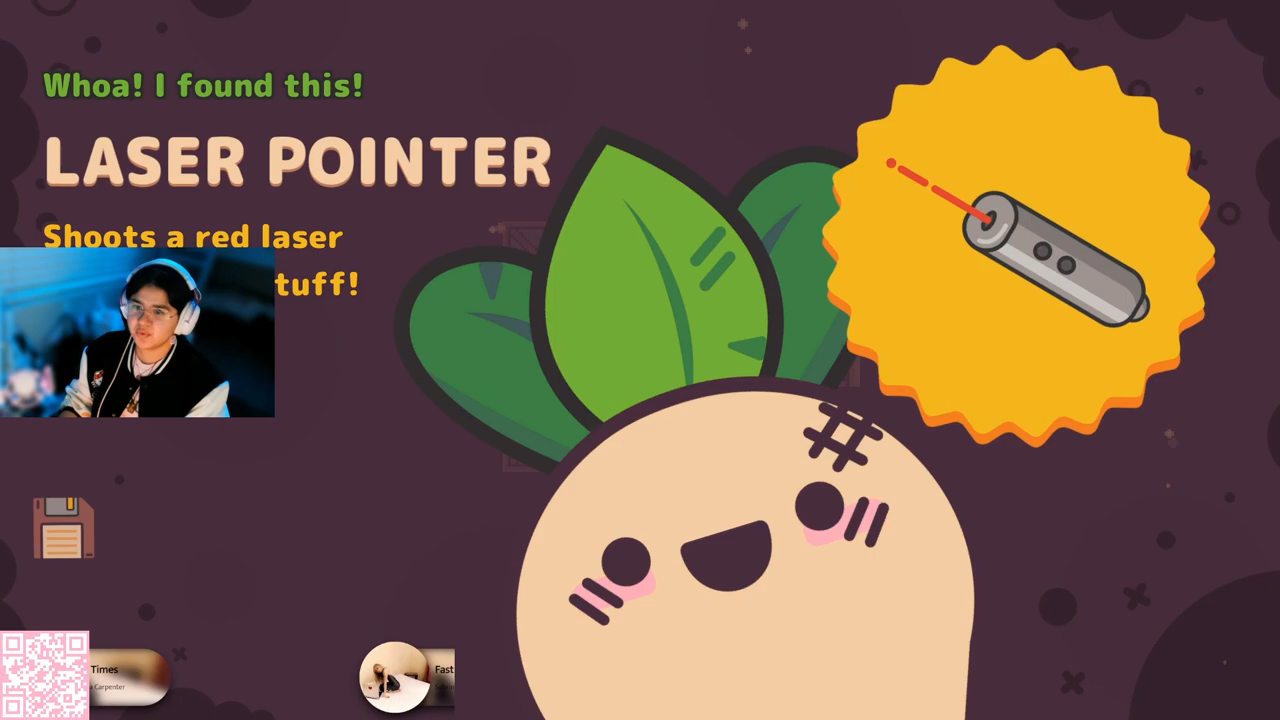 Whoa! I found this!
LASER POINTER
Shoots a red laser
tuff!
Times
Carpenter
Fast